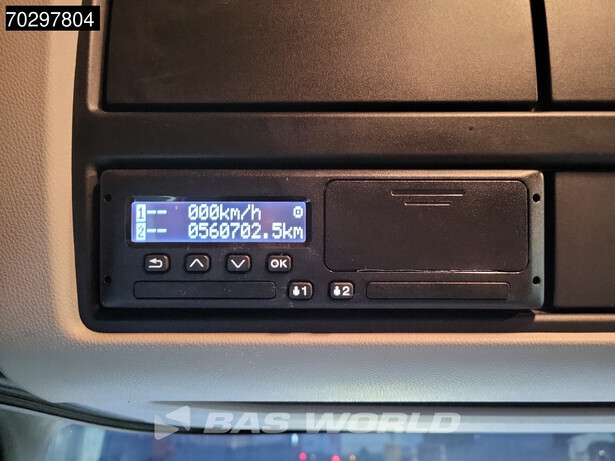 70297804
1-- 000km/h
2-- 0560702.5km
OK
1 2
BAS WORLD